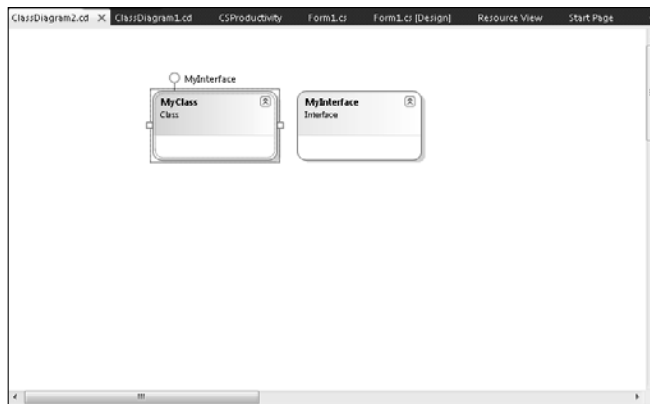 ClassDiagram2.cd X ClassDiagram1.cd CSProductivity Form1.cs Form1.cs [Design] Resource View Start Page
MyInterface
MyClass
Class
MyInterface
Interface